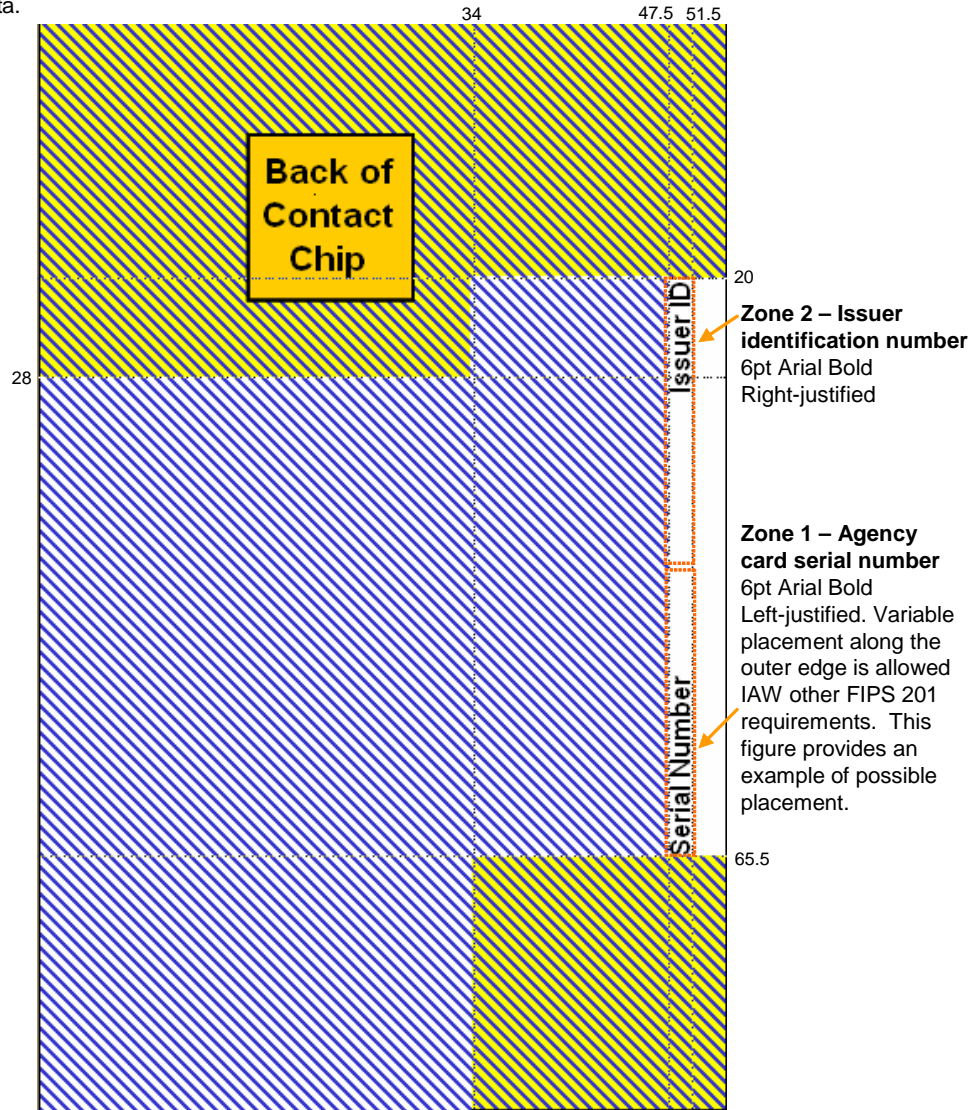 ta.
34
47.5 51.5
Back of
Contact
Chip
20
Issuer ID
Zone 2 – Issuer
identification number
6pt Arial Bold
Right-justified
28
Zone 1 – Agency
card serial number
6pt Arial Bold
Left-justified. Variable
placement along the
outer edge is allowed
IAW other FIPS 201
requirements. This
figure provides an
example of possible
placement.
Serial Number
65.5